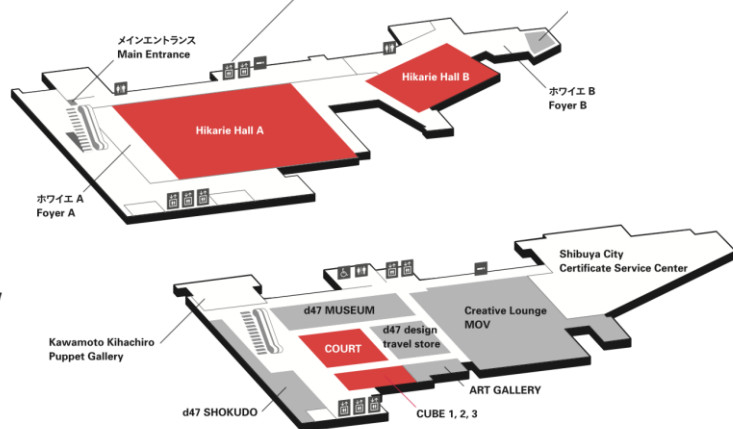 メインエントランス
Main Entrance
Hikarie Hall B
ホワイエ B
Foyer B
Hikarie Hall A
ホワイエ A
Foyer A
Shibuya City
Certificate Service Center
d47 MUSEUM
Creative Lounge
MOV
d47 design
travel store
Kawamoto Kihachiro
Puppet Gallery
COURT
ART GALLERY
d47 SHOKUDO
CUBE 1, 2, 3